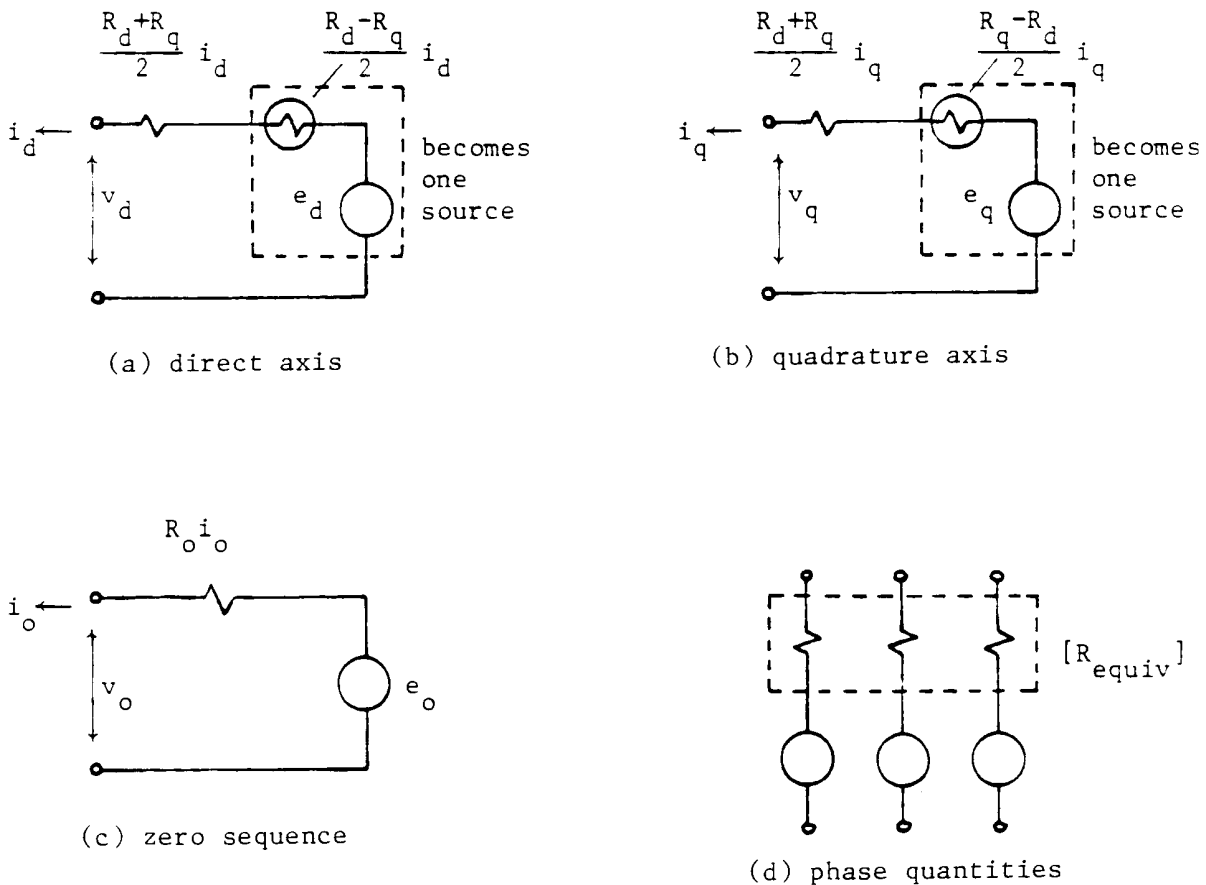 R_d+R_q / 2 i_d
R_d-R_q / 2 i_d
i_d ←
v_d
e_d
becomes
one
source
(a) direct axis
R_d+R_q / 2 i_q
R_q-R_d / 2 i_q
i_q ←
v_q
e_q
becomes
one
source
(b) quadrature axis
R_o i_o
i_o ←
v_o
e_o
(c) zero sequence
[R_equiv]
(d) phase quantities